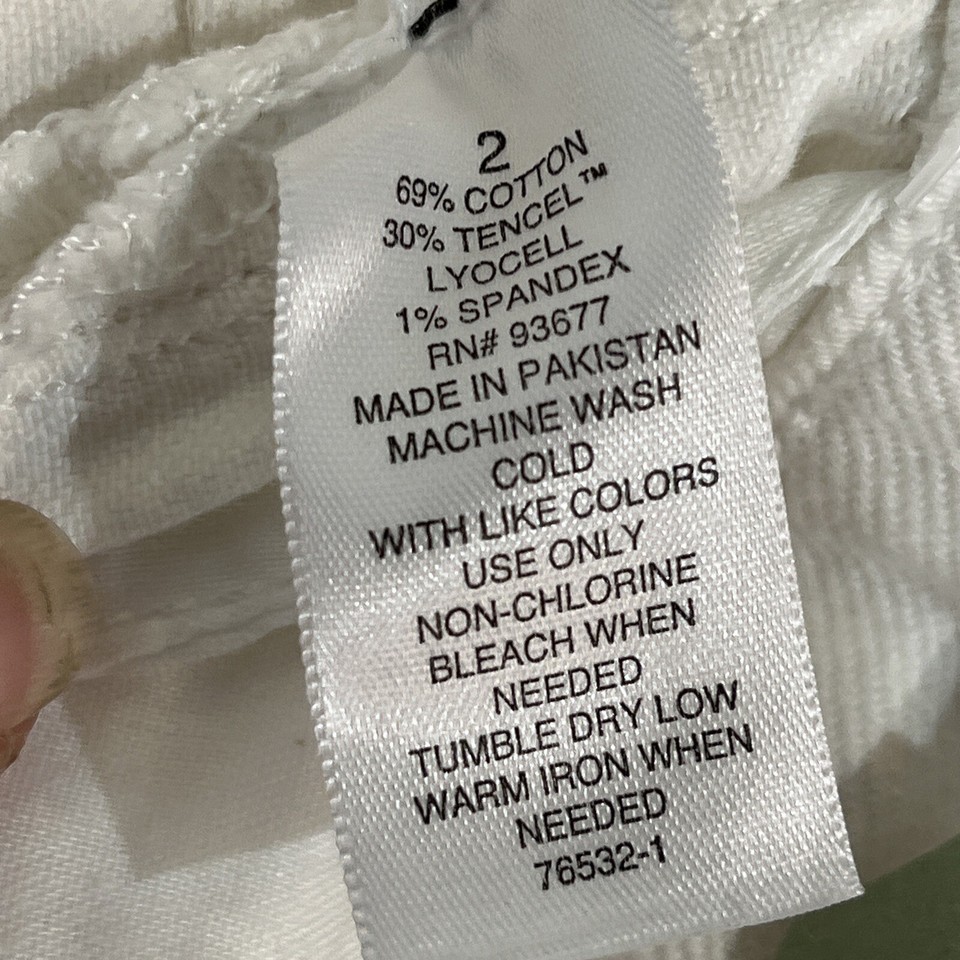 2
69% COTTON
30% TENCEL™
LYOCELL
1% SPANDEX
RN# 93677
MADE IN PAKISTAN
MACHINE WASH
COLD
WITH LIKE COLORS
USE ONLY
NON-CHLORINE
BLEACH WHEN
NEEDED
TUMBLE DRY LOW
WARM IRON WHEN
NEEDED
76532-1